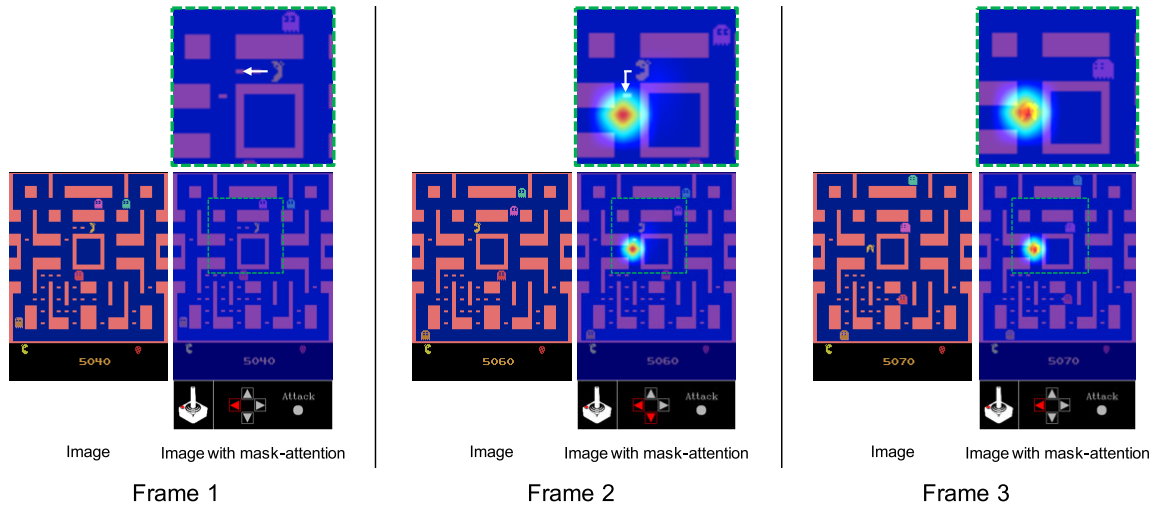 5040
5040
Attack
Image
Image with mask-attention
Frame 1
5060
5060
Attack
Image
Image with mask-attention
Frame 2
5070
5070
Attack
Image
Image with mask-attention
Frame 3